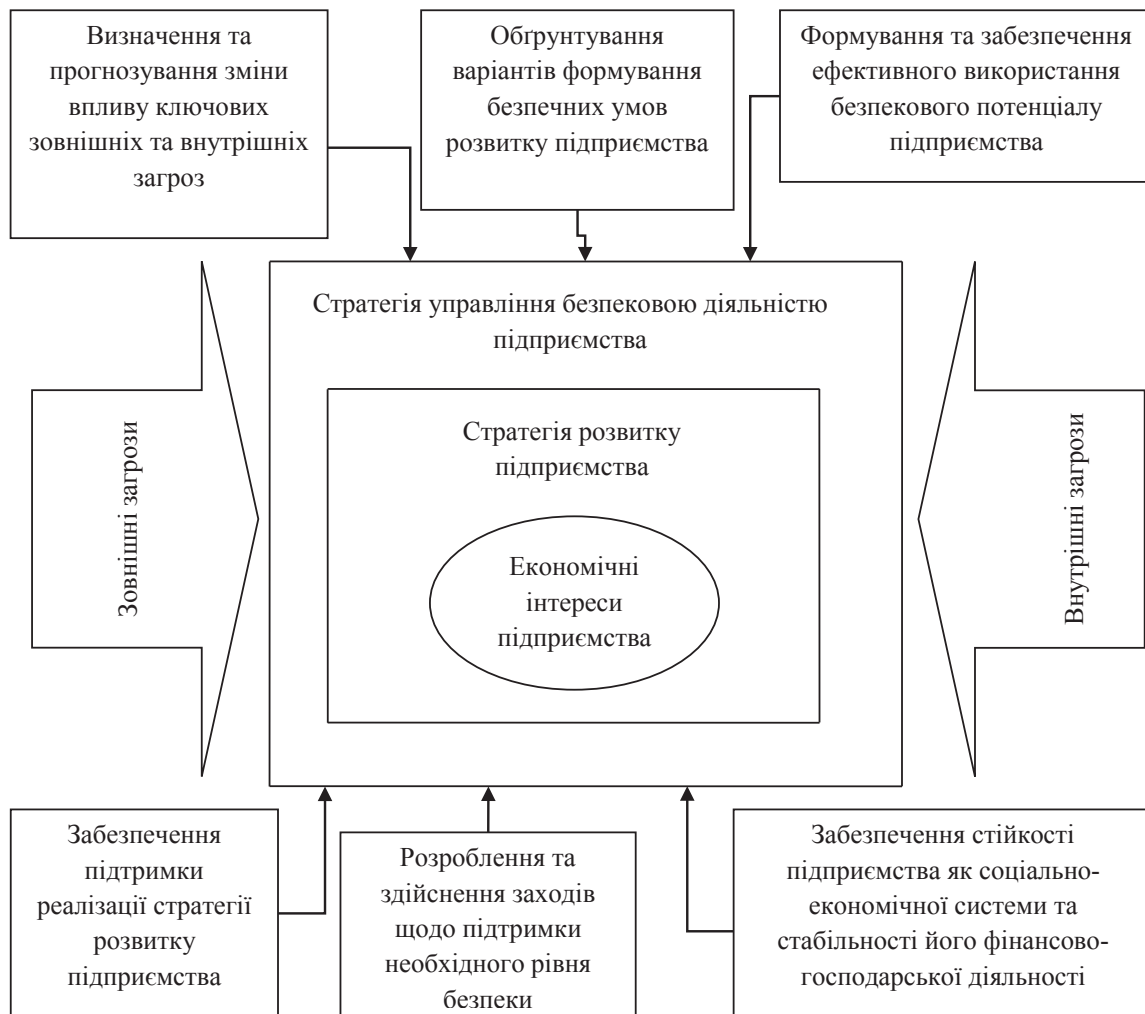 Визначення та
прогнозування зміни
впливу ключових
зовнішніх та внутрішніх
загроз
Обґрунтування
варіантів формування
безпечних умов
розвитку підприємства
Формування та забезпечення
ефективного використання
безпекового потенціалу
підприємства
Стратегія управління безпековою діяльністю
підприємства
Стратегія розвитку
підприємства
Економічні
інтереси
підприємства
Зовнішні загрози
Внутрішні загрози
Забезпечення
підтримки
реалізації стратегії
розвитку
підприємства
Розроблення та
здійснення заходів
щодо підтримки
необхідного рівня
безпеки
Забезпечення стійкості
підприємства як соціально-
економічної системи та
стабільності його фінансово-
господарської діяльності